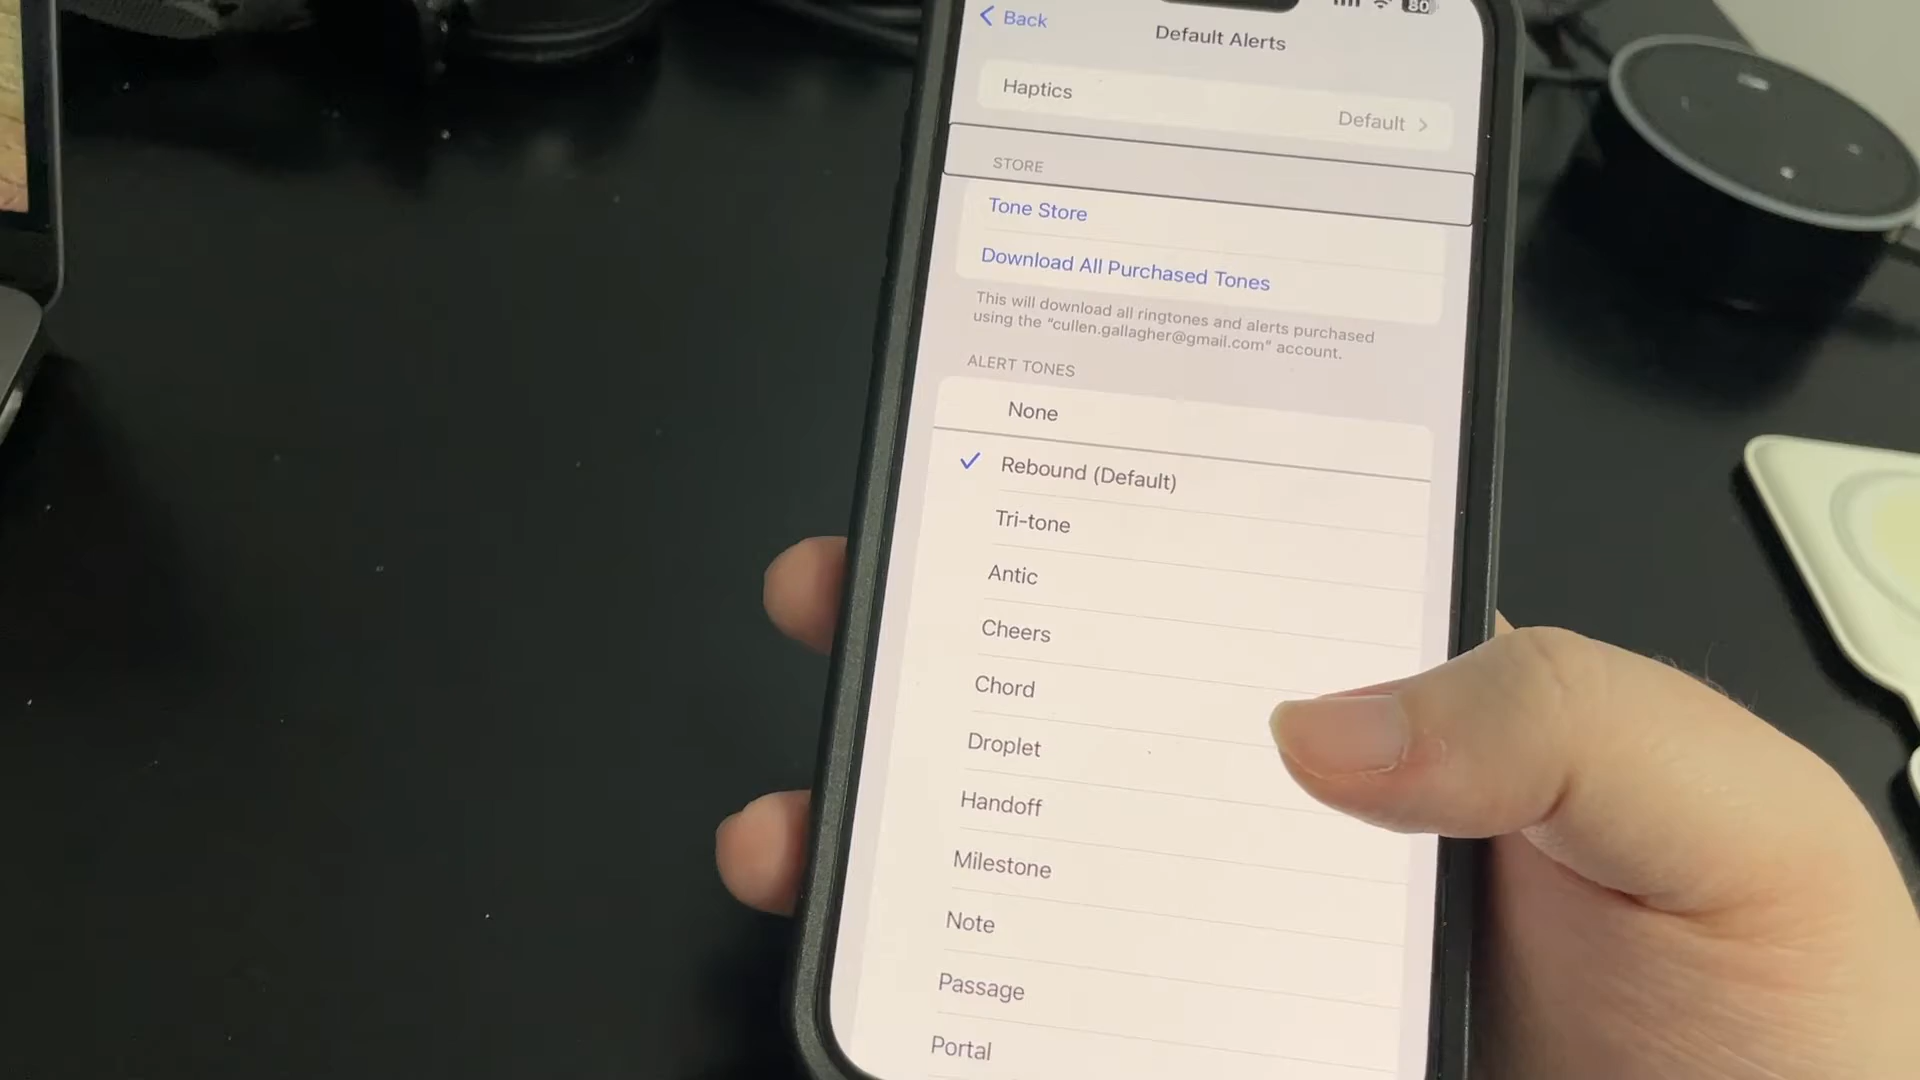 80
Back
Default Alerts
Haptics
Default
STORE
Tone Store
Download All Purchased Tones
This will download all ringtones and alerts purchased
using the “cullen.gallagher@gmail.com” account.
ALERT TONES
None
Rebound (Default)
Tri-tone
Antic
Cheers
Chord
Droplet
Handoff
Milestone
Note
Passage
Portal